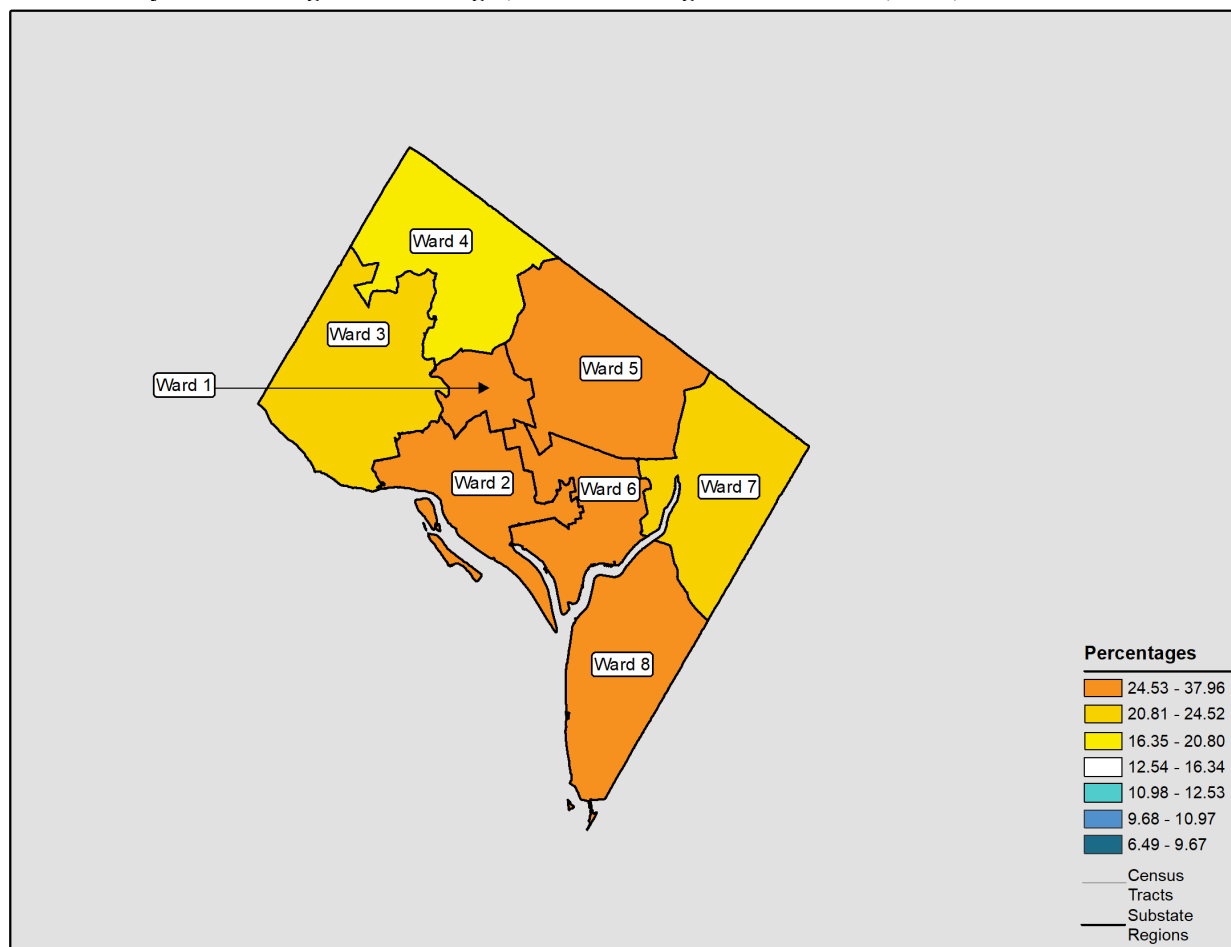 Ward 4
Ward 3
Ward 5
Ward 1
Ward 2
Ward 6
Ward 7
Ward 8
Percentages
24.53 - 37.96
20.81 - 24.52
16.35 - 20.80
12.54 - 16.34
10.98 - 12.53
9.68 - 10.97
6.49 - 9.67
Census
Tracts
Substate
Regions